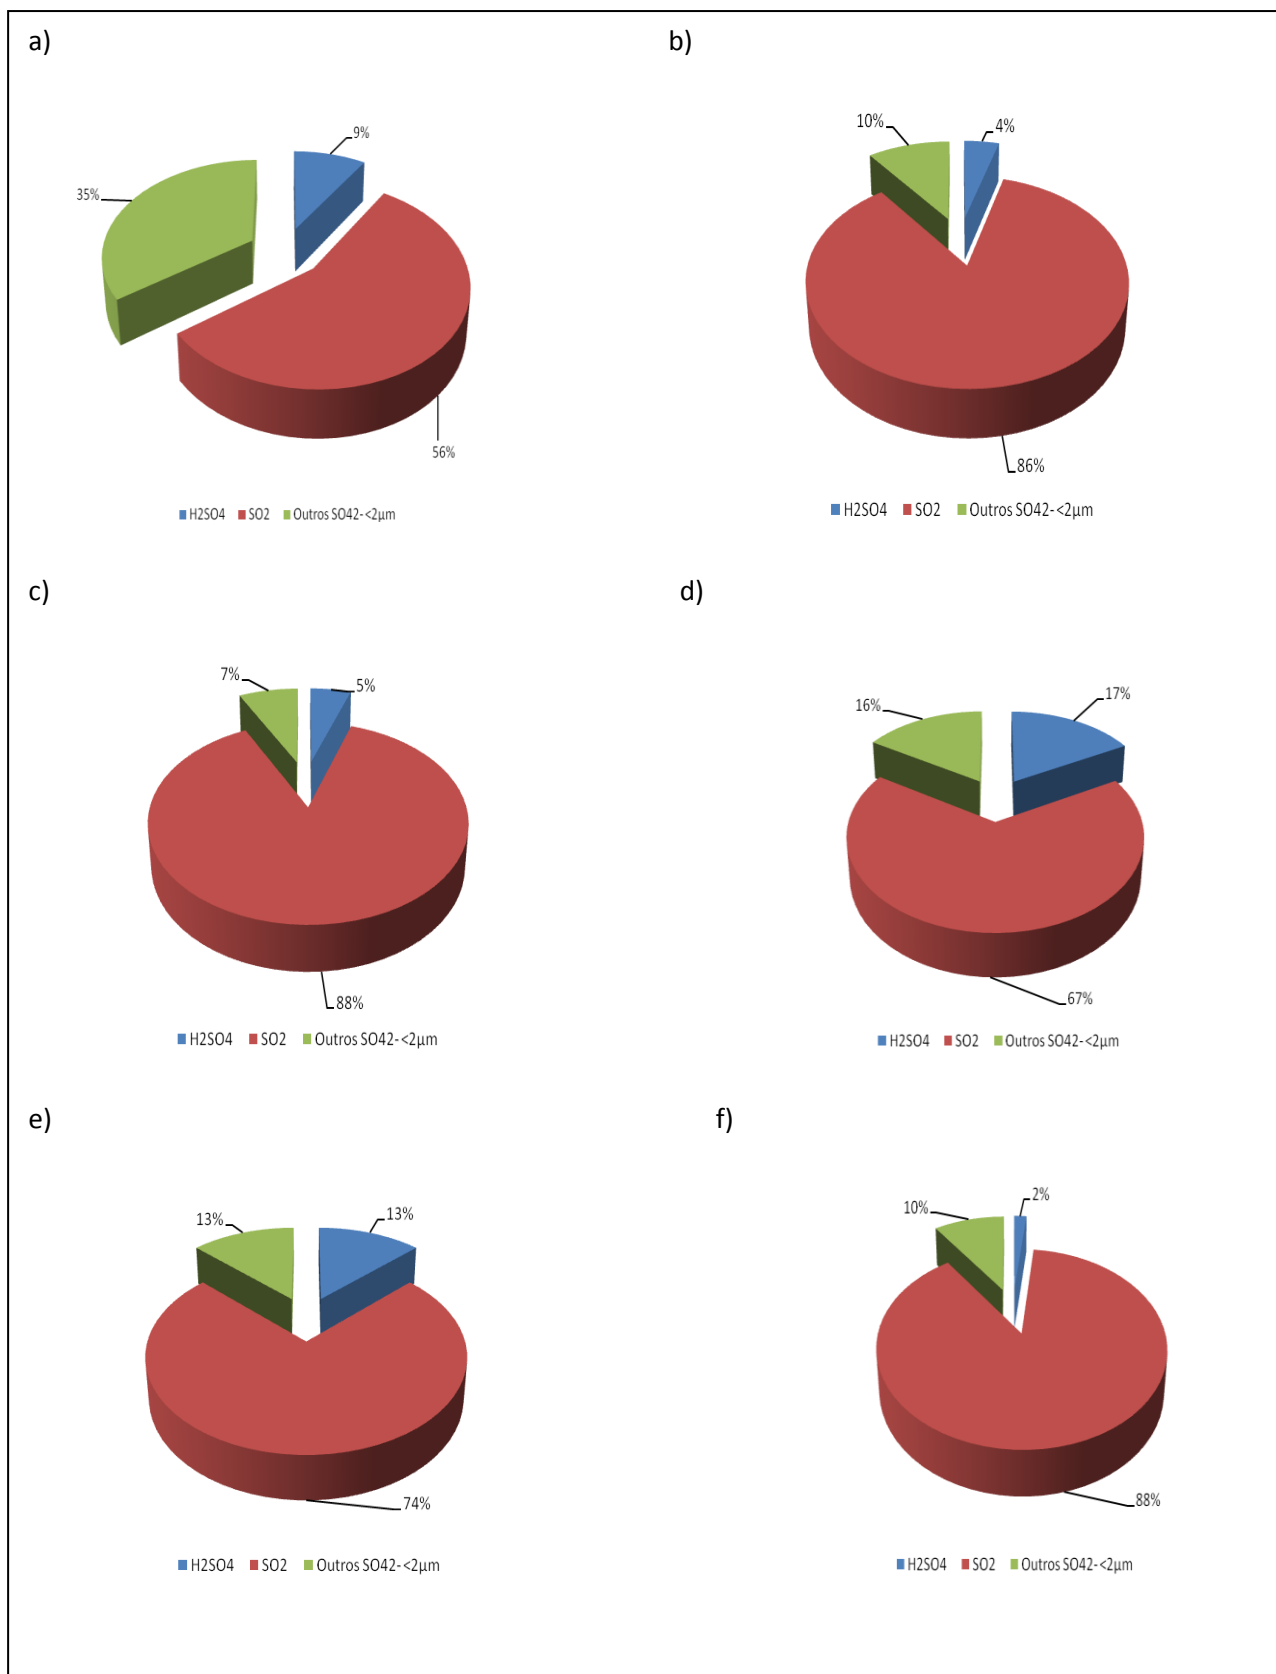 a)
9%
35%
56%
H2SO4 SO2 Outros SO42-<2µm
b)
10%
4%
86%
H2SO4 SO2 Outros SO42-<2µm
c)
7%
5%
88%
H2SO4 SO2 Outros SO42-<2µm
d)
16%
17%
67%
H2SO4 SO2 Outros SO42-<2µm
e)
13%
13%
74%
H2SO4 SO2 Outros SO42-<2µm
f)
10%
2%
88%
H2SO4 SO2 Outros SO42-<2µm